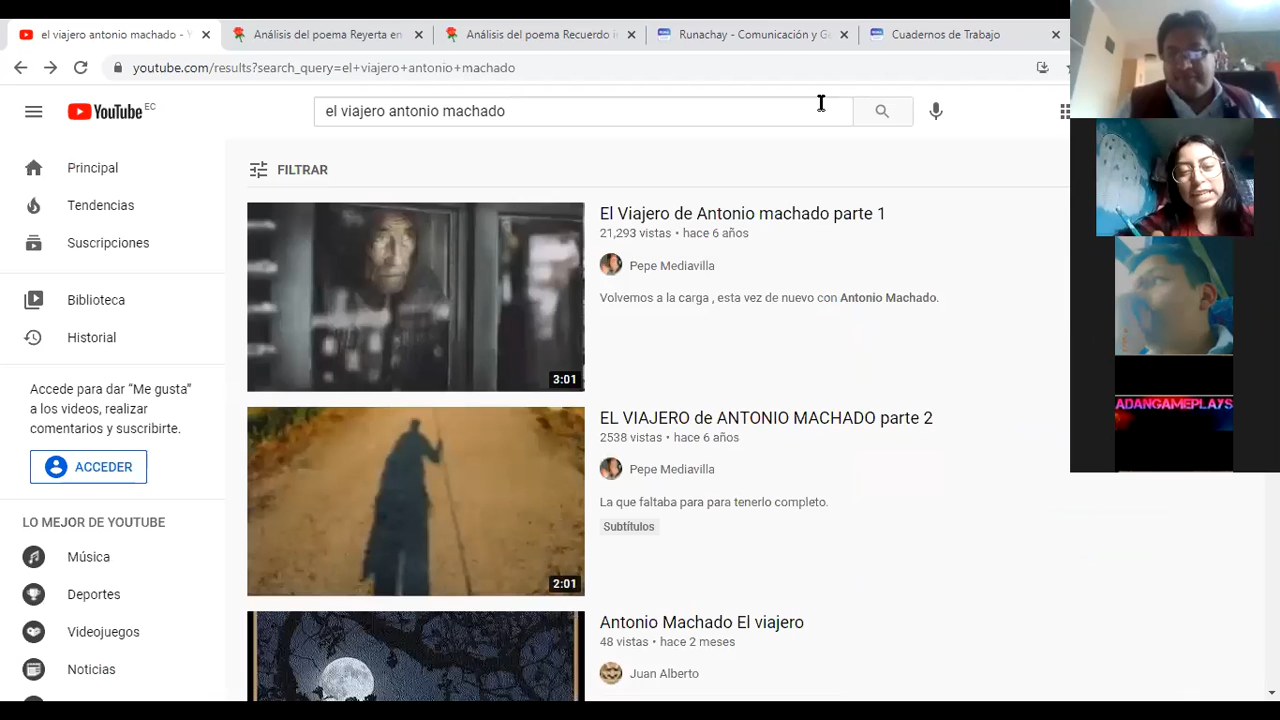 el viajero antonio machado - Y
Análisis del poema Reyerta en
Análisis del poema Recuerdo i
Runachay - Comunicación y G
Cuadernos de Trabajo
youtube.com/results?search_query=el+viajero+antonio+machado
YouTube EC
el viajero antonio machado
Principal
Tendencias
Suscripciones
Biblioteca
Historial
Accede para dar “Me gusta”
a los videos, realizar
comentarios y suscribirte.
ACCEDER
LO MEJOR DE YOUTUBE
Música
Deportes
Videojuegos
Noticias
FILTRAR
3:01
El Viajero de Antonio machado parte 1
21,293 vistas • hace 6 años
Pepe Mediavilla
Volvemos a la carga , esta vez de nuevo con Antonio Machado.
2:01
EL VIAJERO de ANTONIO MACHADO parte 2
2538 vistas • hace 6 años
Pepe Mediavilla
La que faltaba para para tenerlo completo.
Subtítulos
Antonio Machado El viajero
48 vistas • hace 2 meses
Juan Alberto
ADANGAMEPLAYS